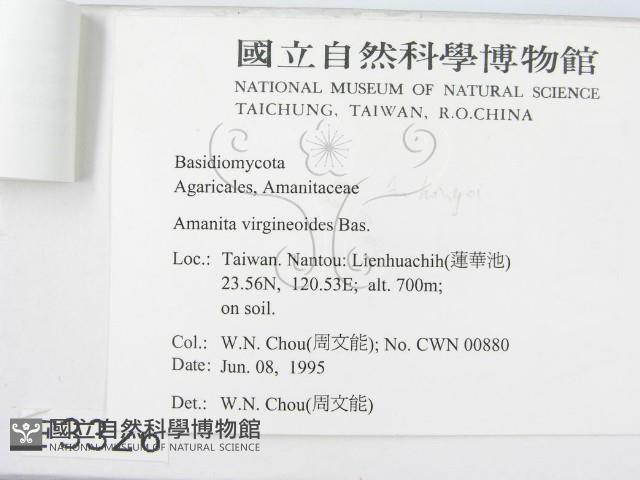 國立自然科學博物館
NATIONAL MUSEUM OF NATURAL SCIENCE
TAICHUNG, TAIWAN, R.O.CHINA
Basidiomycota
Agaricales, Amanitaceae
Amanita virgineoides Bas.
Loc.: Taiwan. Nantou: Lienhuachih(蓮華池)
23.56N, 120.53E; alt. 700m;
on soil.
Col.: W.N. Chou(周文能); No. CWN 00880
Date: Jun. 08, 1995
Det.: W.N. Chou(周文能)
國立自然科學博物館
NATIONAL MUSEUM OF NATURAL SCIENCE